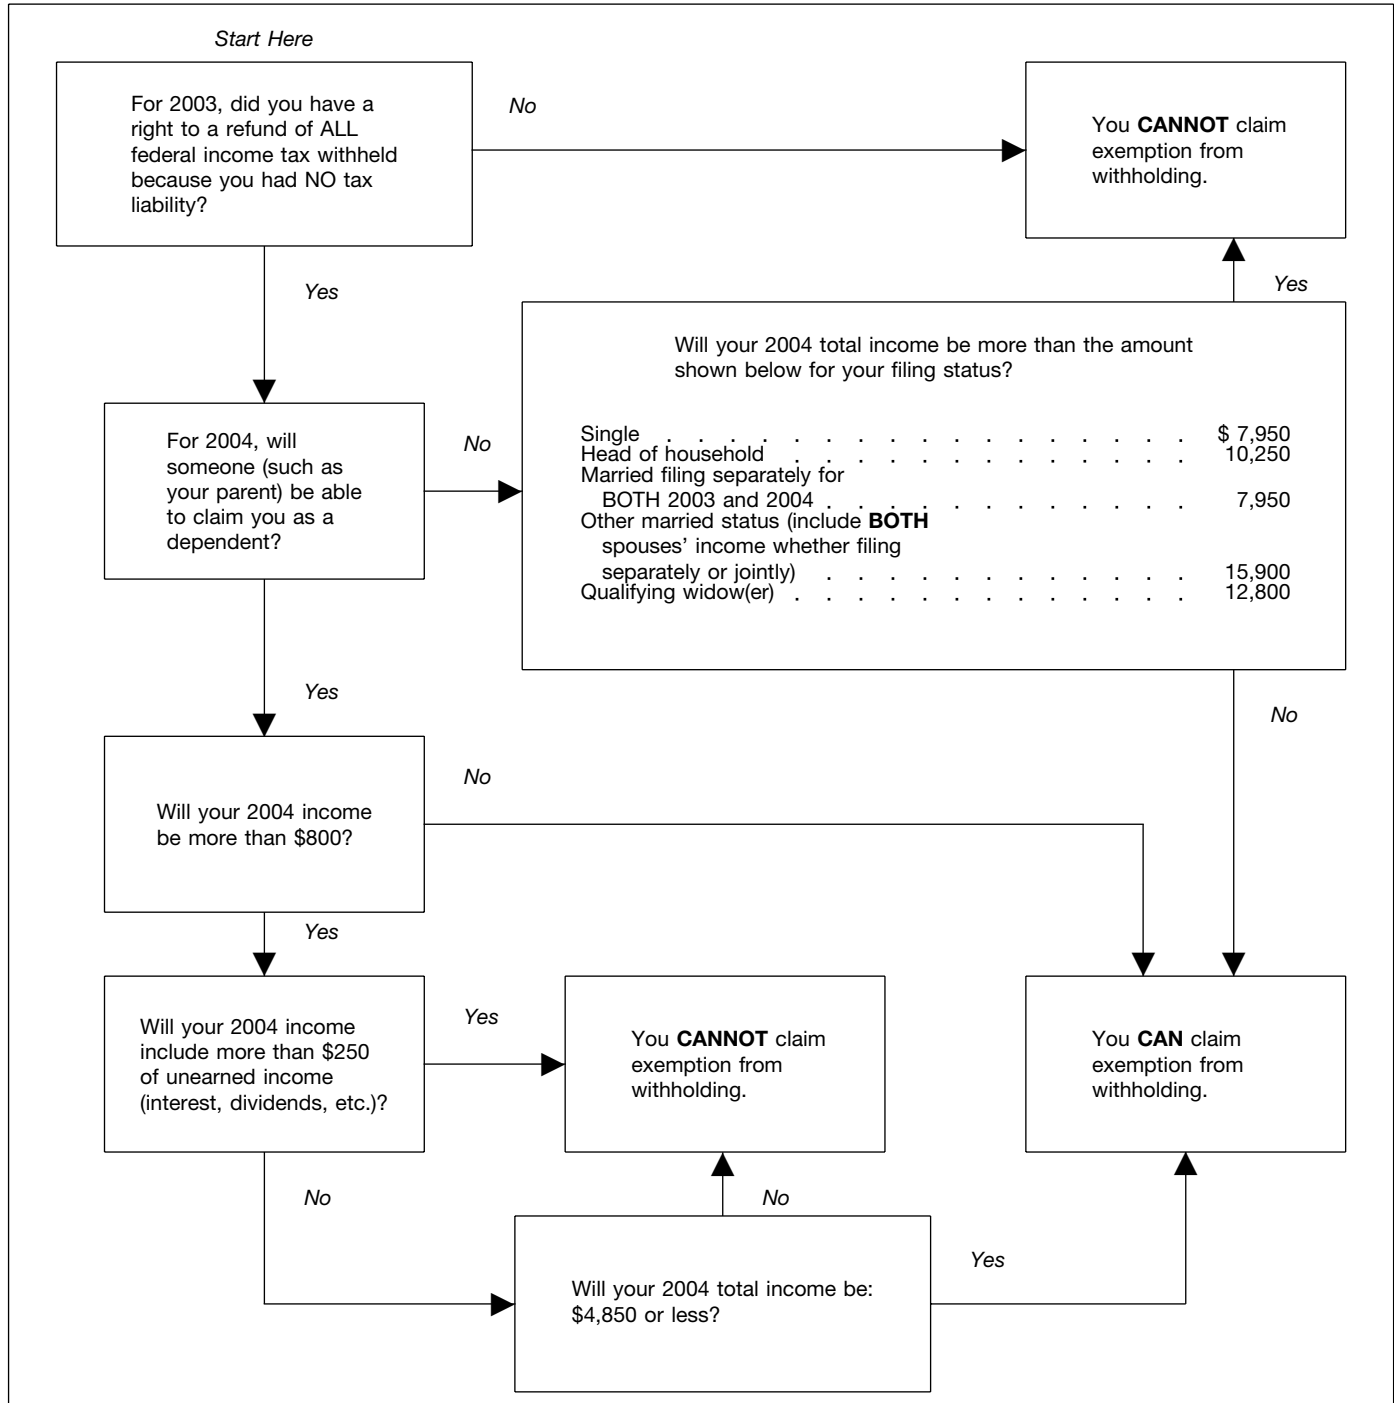 Start Here
For 2003, did you have a
right to a refund of ALL
federal income tax withheld
because you had NO tax
liability?
No
You CANNOT claim
exemption from
withholding.
Yes
Yes
Will your 2004 total income be more than the amount
shown below for your filing status?
Single . . . . . . . . . . . . . . . . . $ 7,950
Head of household . . . . . . . . . . . . . 10,250
Married filing separately for
BOTH 2003 and 2004 . . . . . . . . . . . 7,950
Other married status (include BOTH
spouses' income whether filing
separately or jointly) . . . . . . . . . . . . 15,900
Qualifying widow(er) . . . . . . . . . . . . . 12,800
For 2004, will
someone (such as
your parent) be able
to claim you as a
dependent?
No
Yes
No
Will your 2004 income
be more than $800?
No
Yes
Will your 2004 income
include more than $250
of unearned income
(interest, dividends, etc.)?
Yes
You CANNOT claim
exemption from
withholding.
You CAN claim
exemption from
withholding.
No
No
Will your 2004 total income be:
$4,850 or less?
Yes